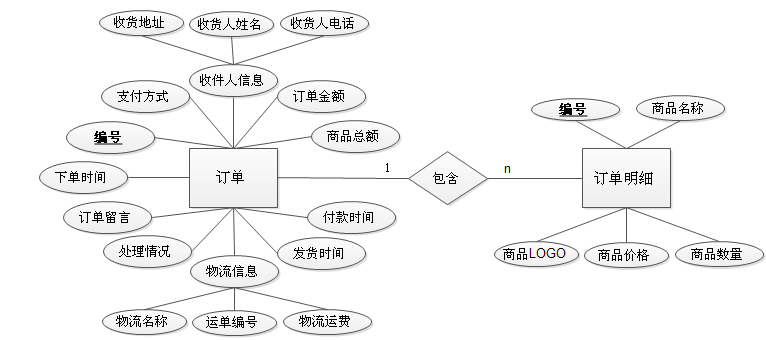 收货地址
收货人姓名
收货人电话
收件人信息
支付方式
订单金额
编号
商品总额
编号
商品名称
下单时间
订单
1
包含
n
订单明细
订单留言
付款时间
处理情况
发货时间
商品LOGO
商品价格
商品数量
物流信息
物流名称
运单编号
物流运费